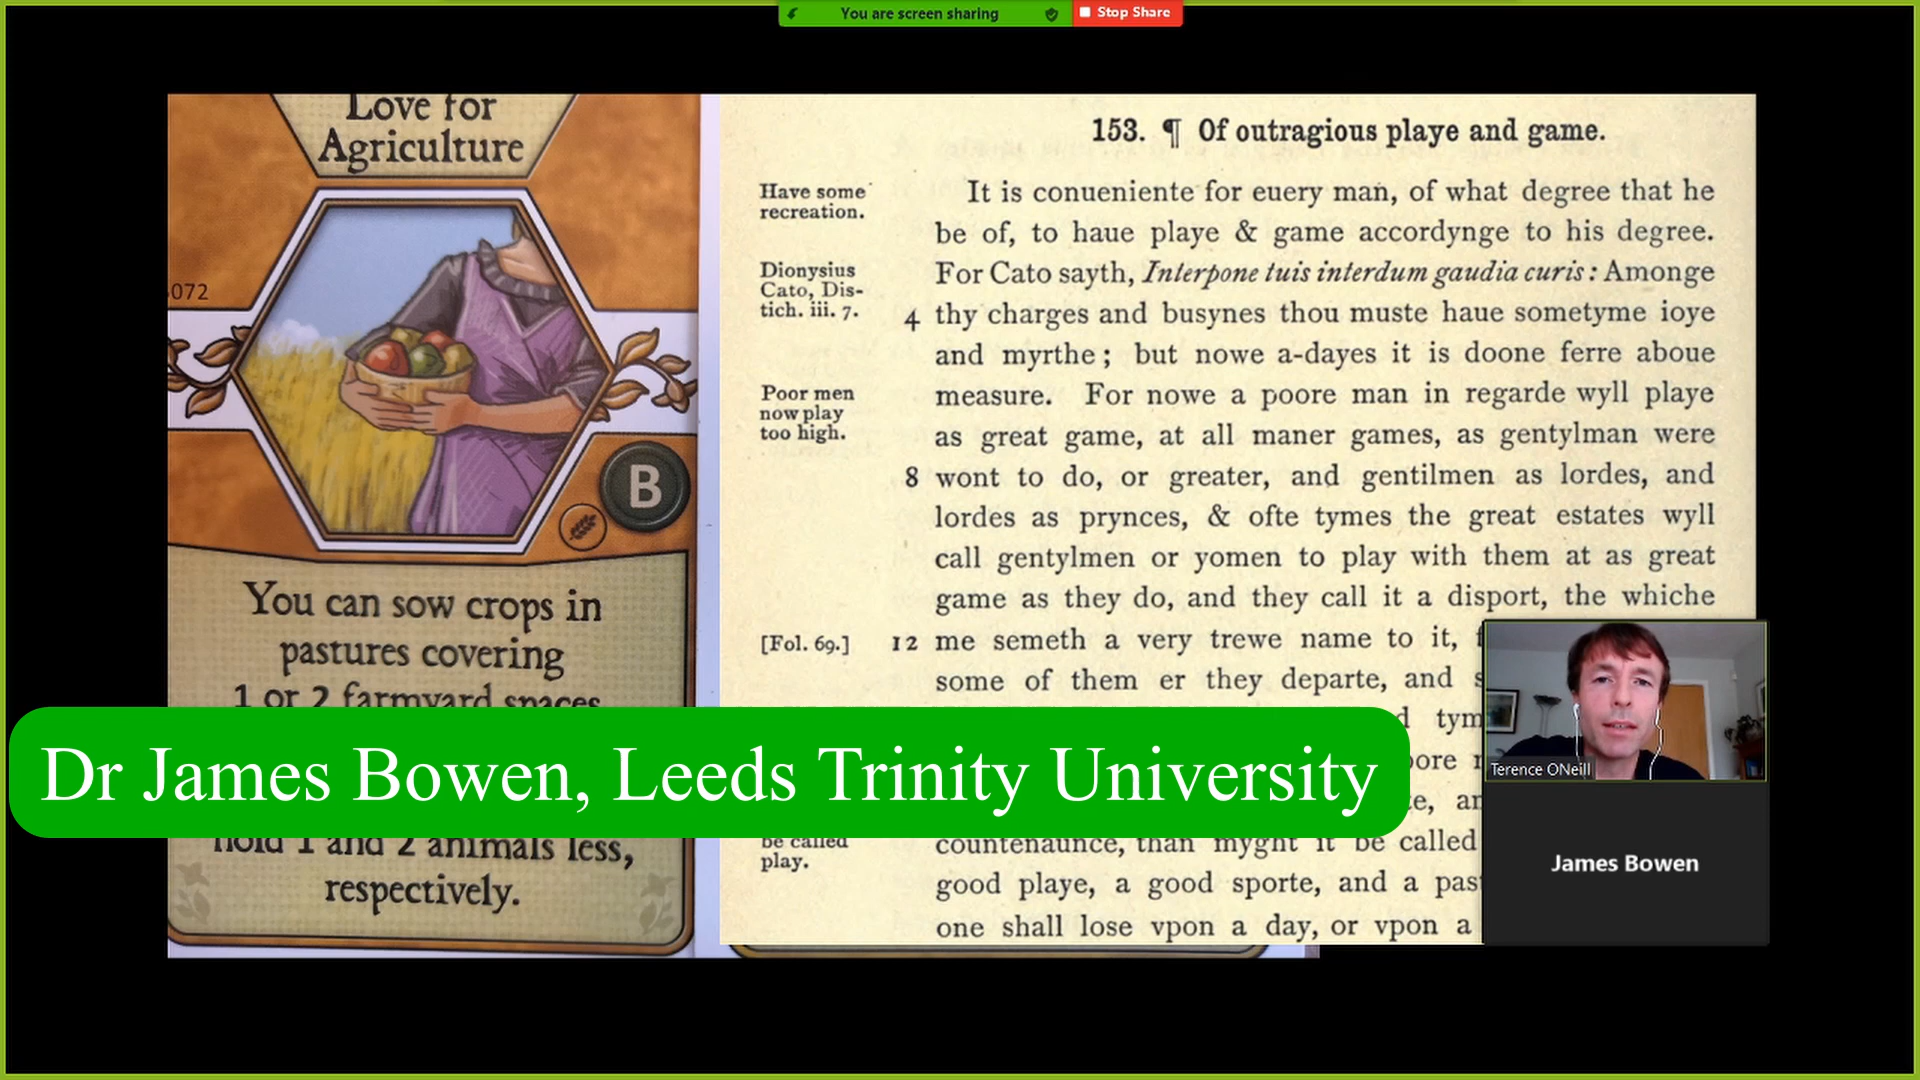 You are screen sharing
Stop Share
Love for
Agriculture
072
B
You can sow crops in
pastures covering
1 or 2 farmyard spaces
hold 1 and 2 animals less,
respectively.
153. ¶ Of outragious playe and game.
Have some
recreation.
It is conueniente for euery man, of what degree that he
be of, to haue playe & game accordynge to his degree.
Dionysius
Cato, Dis-
tich. iii. 7.
For Cato sayth, Interpone tuis interdum gaudia curis: Amonge
4 thy charges and busynes thou muste haue sometyme ioye
and myrthe; but nowe a-dayes it is doone ferre aboue
Poor men
now play
too high.
measure. For nowe a poore man in regarde wyll playe
as great game, at all maner games, as gentylman were
8 wont to do, or greater, and gentilmen as lordes, and
lordes as prynces, & ofte tymes the great estates wyll
call gentylmen or yomen to play with them at as great
game as they do, and they call it a disport, the whiche
[Fol. 69.]
12 me semeth a very trewe name to it,
some of them er they departe, and
be called
play.
countenaunce, than myght it be called
good playe, a good sporte, and a
one shall lose vpon a day, or vpon a
Dr James Bowen, Leeds Trinity University
Terence ONeill
James Bowen